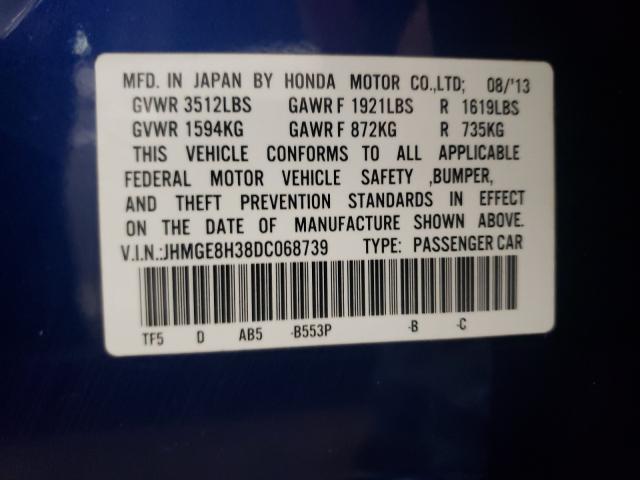 MFD. IN JAPAN BY HONDA MOTOR CO.,LTD; 08/'13
GVWR 3512LBS GAWR F 1921LBS R 1619LBS
GVWR 1594KG GAWR F 872KG R 735KG
THIS VEHICLE CONFORMS TO ALL APPLICABLE
FEDERAL MOTOR VEHICLE SAFETY ,BUMPER,
AND THEFT PREVENTION STANDARDS IN EFFECT
ON THE DATE OF MANUFACTURE SHOWN ABOVE.
V.I.N.:JHMGE8H38DC068739 TYPE: PASSENGER CAR
TF5 D AB5 -B553P -B -C